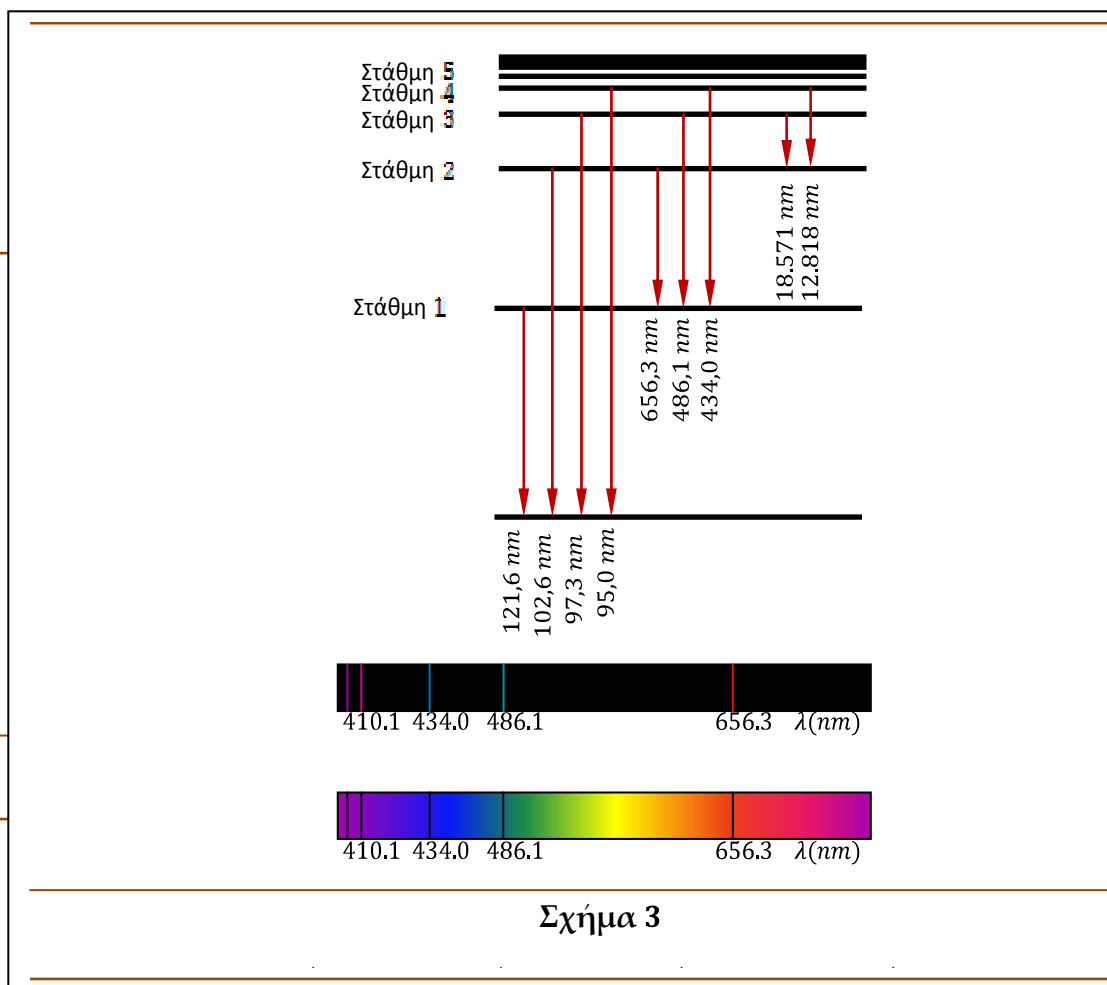 Στάθμη 5
Στάθμη 4
Στάθμη 3
Στάθμη 2
18.571 nm
12.818 nm
Στάθμη 1
656,3 nm
486,1 nm
434,0 nm
121,6 nm
102,6 nm
97,3 nm
95,0 nm
410.1 434.0 486.1 656.3 λ(nm)
410.1 434.0 486.1 656.3 λ(nm)
Σχήμα 3